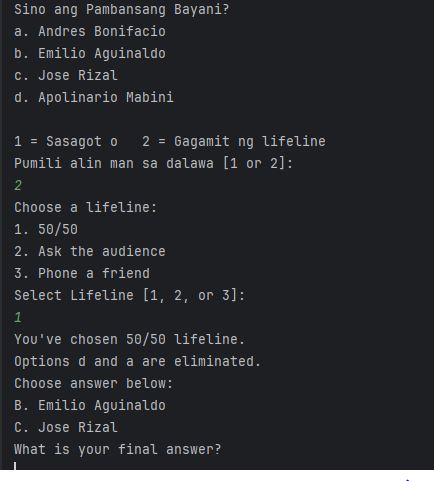 Sino ang Pambansang Bayani?
a. Andres Bonifacio
b. Emilio Aguinaldo
c. Jose Rizal
d. Apolinario Mabini
1 = Sasagot o   2 = Gagamit ng lifeline
Pumili alin man sa dalawa [1 or 2]:
2
Choose a lifeline:
1. 50/50
2. Ask the audience
3. Phone a friend
Select Lifeline [1, 2, or 3]:
1
You've chosen 50/50 lifeline.
Options d and a are eliminated.
Choose answer below:
B. Emilio Aguinaldo
C. Jose Rizal
What is your final answer?